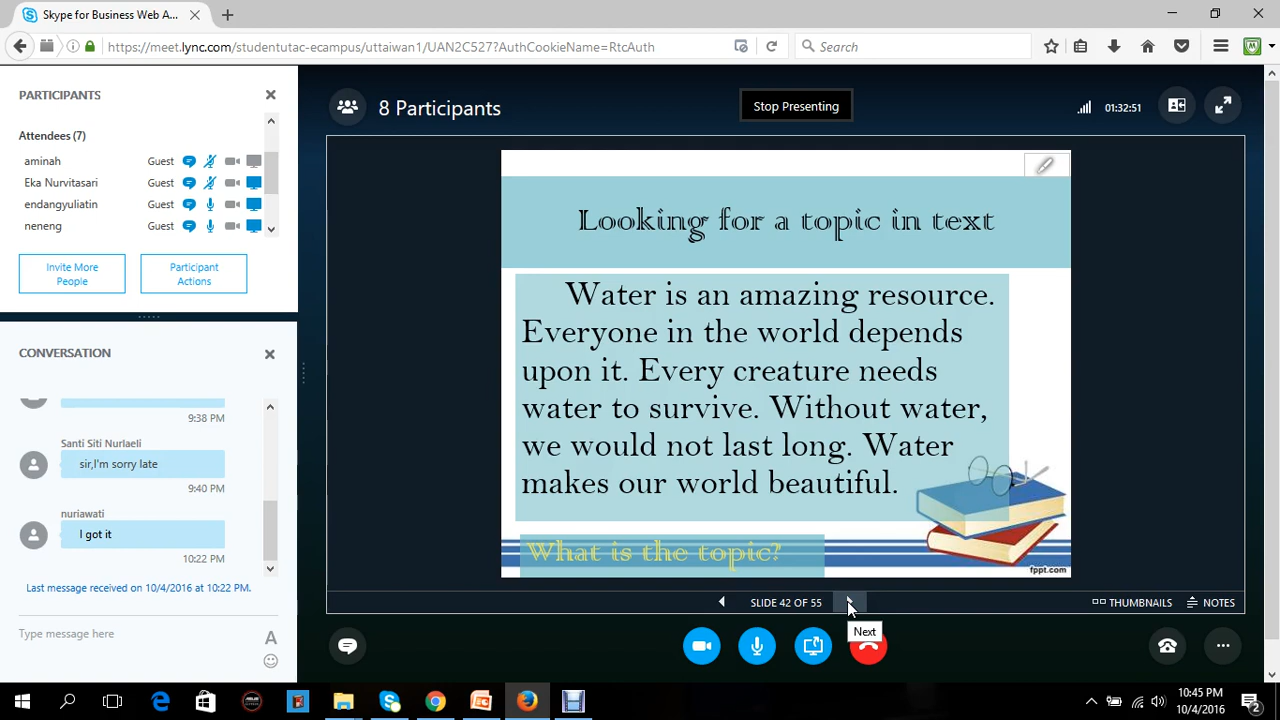 Skype for Business Web A...
https://meet.lync.com/studentutac-ecampus/uttaiwan1/UAN2C527?AuthCookieName=RtcAuth
Search
PARTICIPANTS
Attendees (7)
aminah Guest
Eka Nurvitasari Guest
endangyuliatin Guest
neneng Guest
Invite More People
Participant Actions
CONVERSATION
9:38 PM
Santi Siti Nurlaeli
sir,I'm sorry late
9:40 PM
nuriawati
I got it
10:22 PM
Last message received on 10/4/2016 at 10:22 PM.
Type message here
A
8 Participants
Stop Presenting
01:32:51
Looking for a topic in text
Water is an amazing resource.
Everyone in the world depends
upon it. Every creature needs
water to survive. Without water,
we would not last long. Water
makes our world beautiful.
What is the topic?
fppt.com
SLIDE 42 OF 55
THUMBNAILS
NOTES
Next
10:45 PM
10/4/2016
2